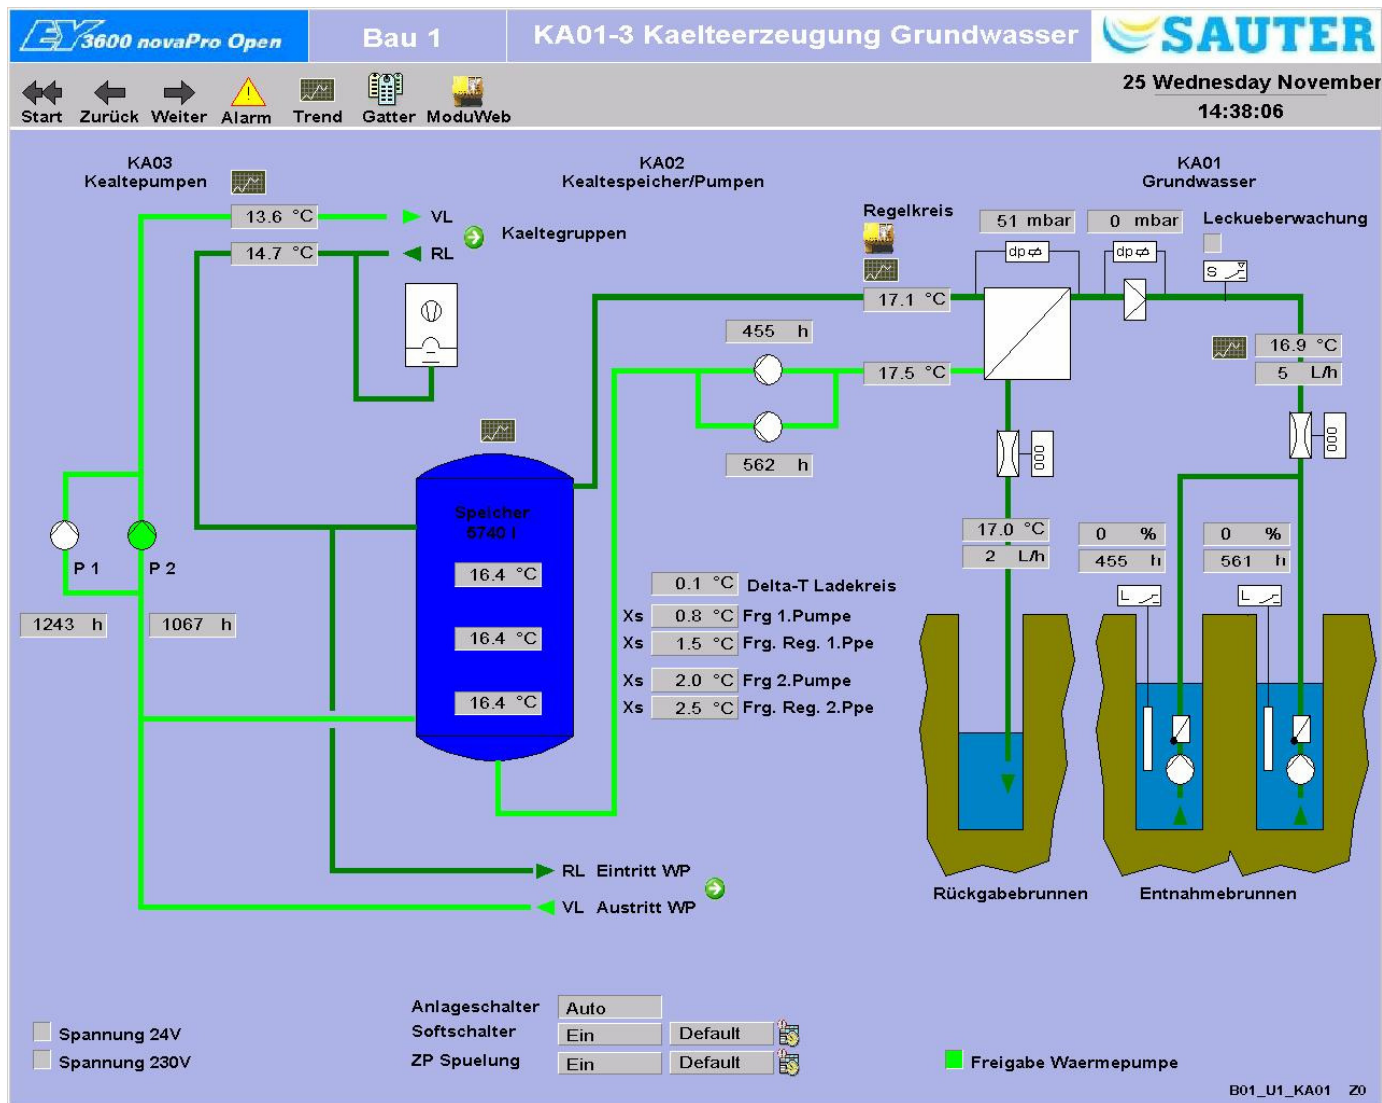 EY3600 novaPro Open
Bau 1
KA01-3 Kaelteerzeugung Grundwasser
SAUTER
Start Zurück Weiter Alarm Trend Gatter ModuWeb
25 Wednesday November
14:38:06
KA03
Kealtepumpen
KA02
Kealtespeicher/Pumpen
KA01
Grundwasser
13.6 °C
VL
14.7 °C
RL
Kaeltegruppen
Regelkreis
51 mbar
0 mbar
Leckueberwachung
dp
dp
S
17.1 °C
455 h
17.5 °C
562 h
16.9 °C
5 L/h
000
000
Speicher
6740 l
16.4 °C
16.4 °C
16.4 °C
P 1
P 2
1243 h
1067 h
17.0 °C
2 L/h
0 %
455 h
0 %
561 h
L
L
0.1 °C Delta-T Ladekreis
Xs 0.8 °C Frg 1.Pumpe
Xs 1.5 °C Frg. Reg. 1.Ppe
Xs 2.0 °C Frg 2.Pumpe
Xs 2.5 °C Frg. Reg. 2.Ppe
RL Eintritt WP
VL Austritt WP
Rückgabebrunnen
Entnahmebrunnen
Anlageschalter Auto
Softschalter Ein Default
ZP Spuelung Ein Default
Spannung 24V
Spannung 230V
Freigabe Waermepumpe
B01_U1_KA01 Z0